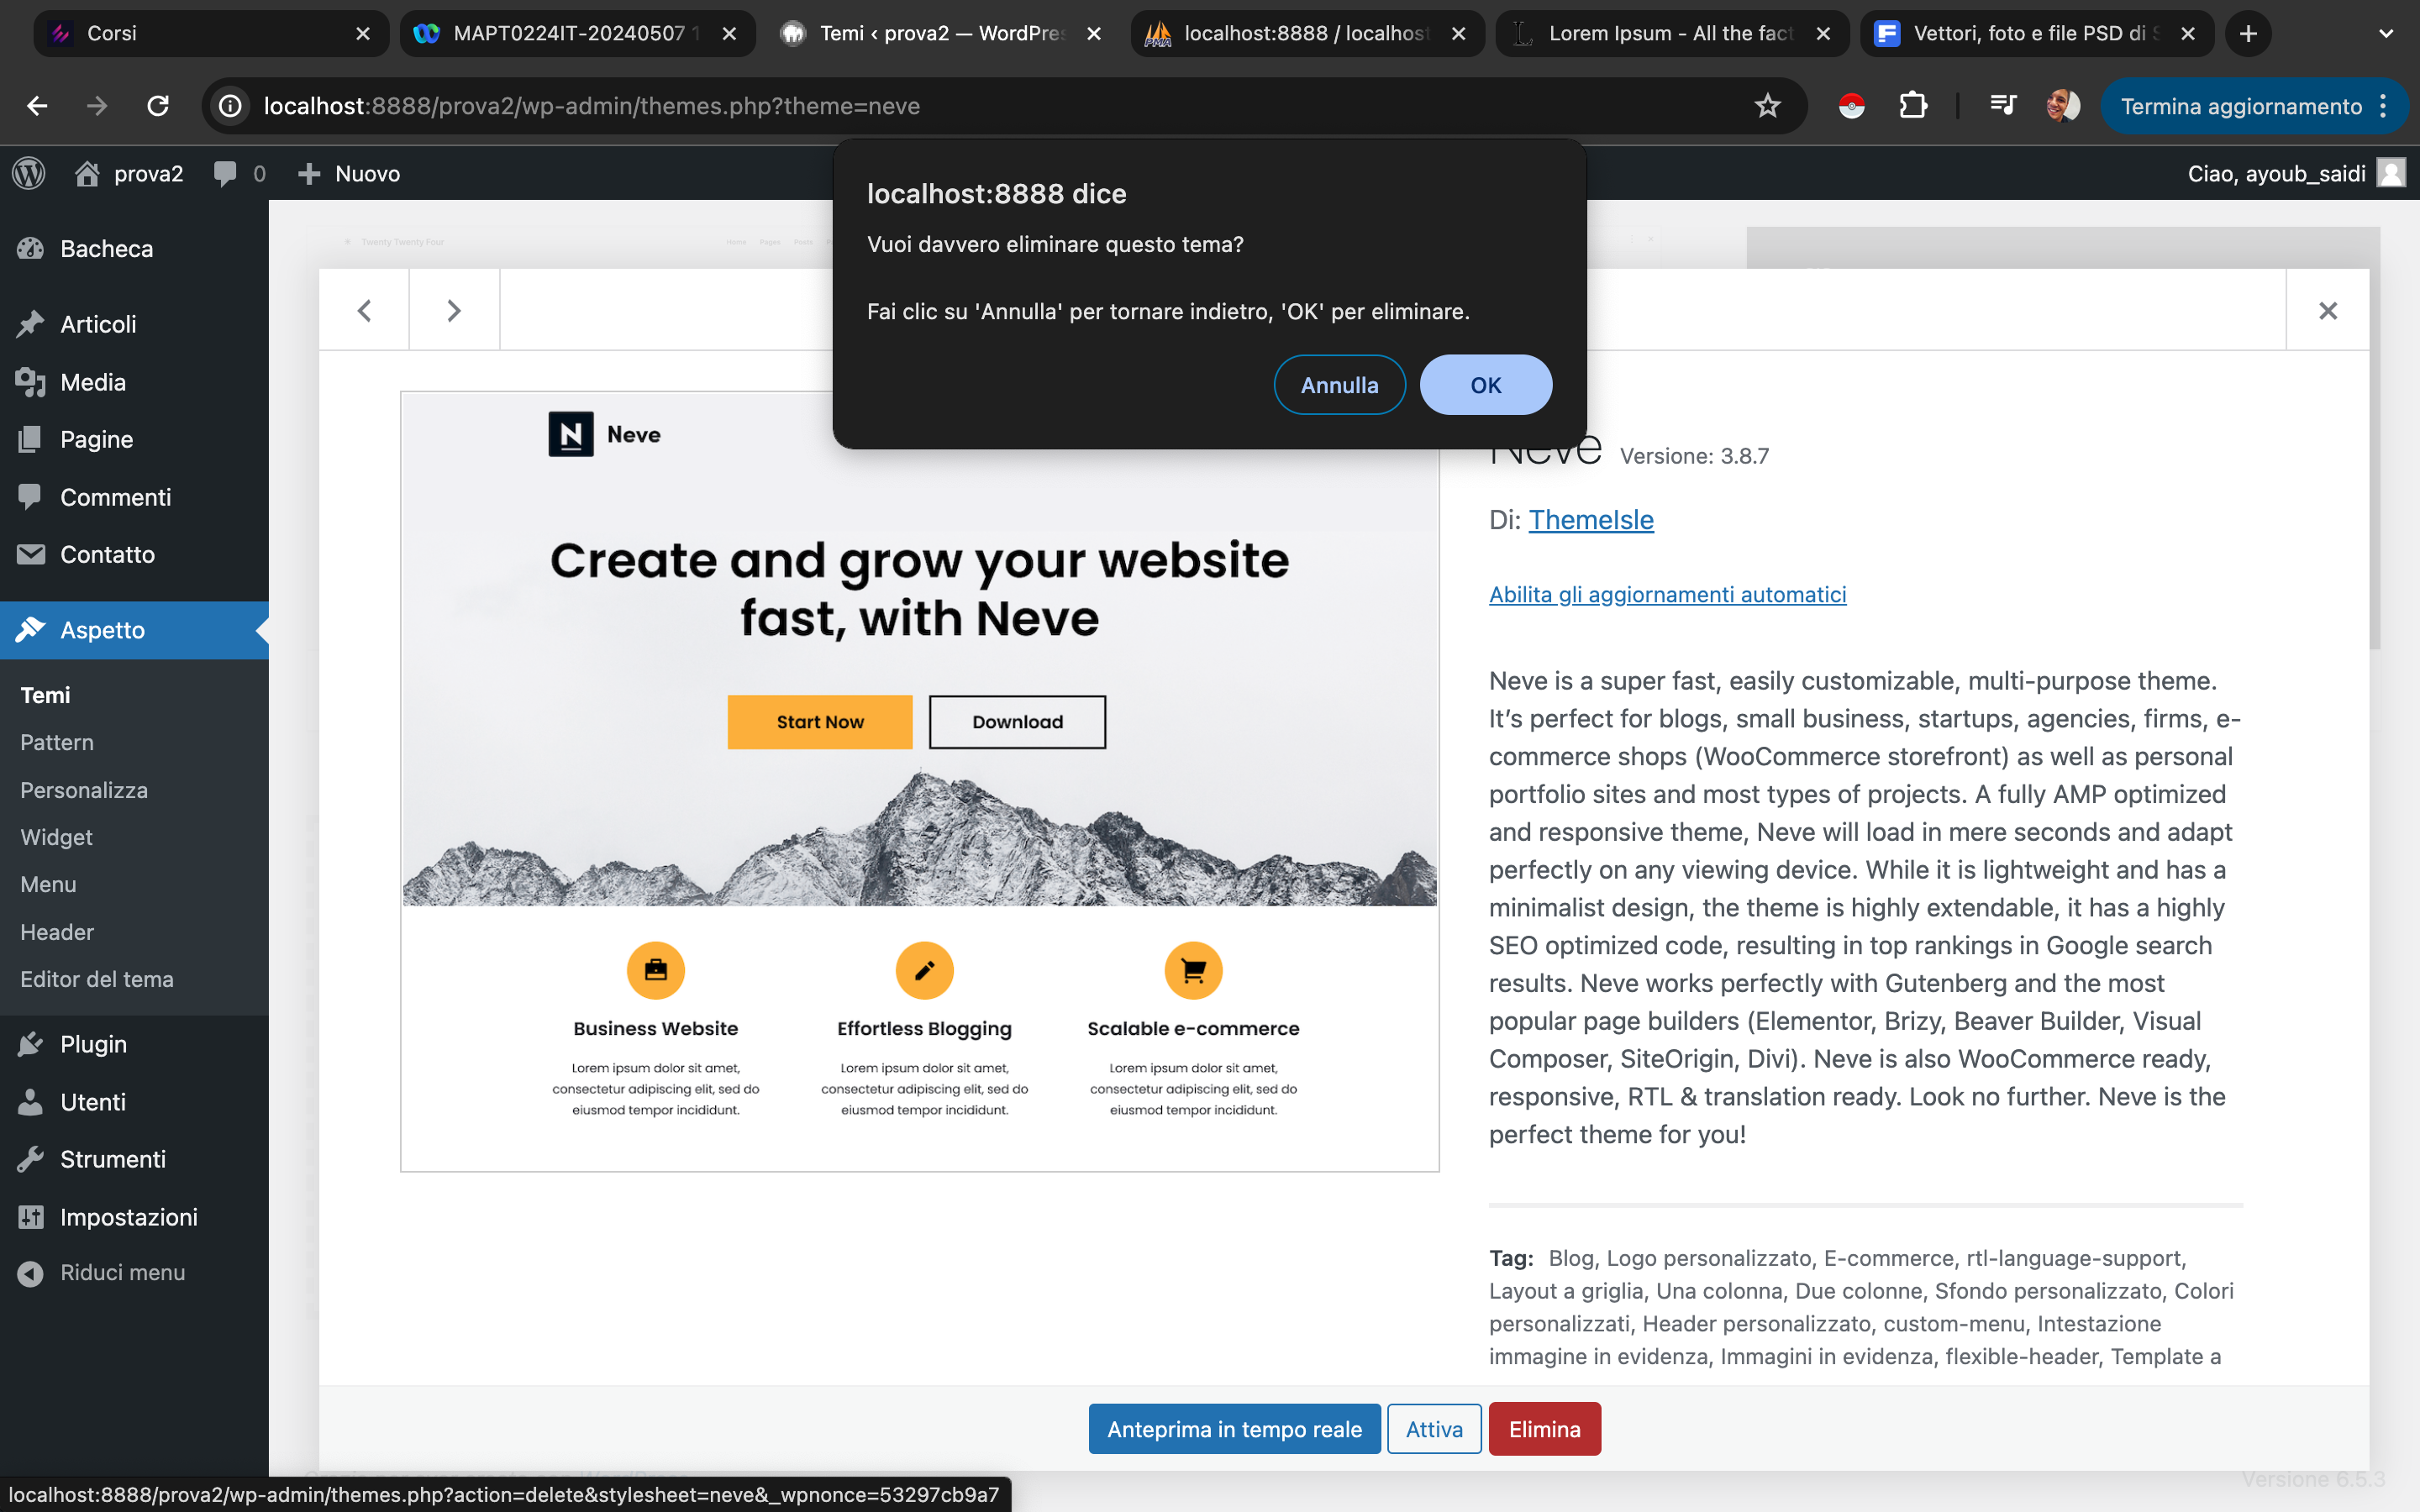 Corsi
MAPT0224IT-20240507 1
Temi ‹ prova2 — WordPres
localhost:8888 / localhost
Lorem Ipsum - All the fact
Vettori, foto e file PSD di S
localhost:8888/prova2/wp-admin/themes.php?theme=neve
Termina aggiornamento
prova2
0
Nuovo
Ciao, ayoub_saidi
localhost:8888 dice
Vuoi davvero eliminare questo tema?
Fai clic su 'Annulla' per tornare indietro, 'OK' per eliminare.
Annulla
OK
Bacheca
Articoli
Media
Pagine
Commenti
Contatto
Aspetto
Temi
Pattern
Personalizza
Widget
Menu
Header
Editor del tema
Plugin
Utenti
Strumenti
Impostazioni
Riduci menu
Twenty Twenty Four
Home Pages Posts
N Neve
Create and grow your website
fast, with Neve
Start Now
Download
Business Website
Lorem ipsum dolor sit amet,
consectetur adipiscing elit, sed do
eiusmod tempor incididunt.
Effortless Blogging
Lorem ipsum dolor sit amet,
consectetur adipiscing elit, sed do
eiusmod tempor incididunt.
Scalable e-commerce
Lorem ipsum dolor sit amet,
consectetur adipiscing elit, sed do
eiusmod tempor incididunt.
Neve Versione: 3.8.7
Di: ThemeIsle
Abilita gli aggiornamenti automatici
Neve is a super fast, easily customizable, multi-purpose theme.
It’s perfect for blogs, small business, startups, agencies, firms, e-
commerce shops (WooCommerce storefront) as well as personal
portfolio sites and most types of projects. A fully AMP optimized
and responsive theme, Neve will load in mere seconds and adapt
perfectly on any viewing device. While it is lightweight and has a
minimalist design, the theme is highly extendable, it has a highly
SEO optimized code, resulting in top rankings in Google search
results. Neve works perfectly with Gutenberg and the most
popular page builders (Elementor, Brizy, Beaver Builder, Visual
Composer, SiteOrigin, Divi). Neve is also WooCommerce ready,
responsive, RTL & translation ready. Look no further. Neve is the
perfect theme for you!
Tag: Blog, Logo personalizzato, E-commerce, rtl-language-support,
Layout a griglia, Una colonna, Due colonne, Sfondo personalizzato, Colori
personalizzati, Header personalizzato, custom-menu, Intestazione
immagine in evidenza, Immagini in evidenza, flexible-header, Template a
Anteprima in tempo reale
Attiva
Elimina
Versione 6.5.3
localhost:8888/prova2/wp-admin/themes.php?action=delete&stylesheet=neve&_wpnonce=53297cb9a7